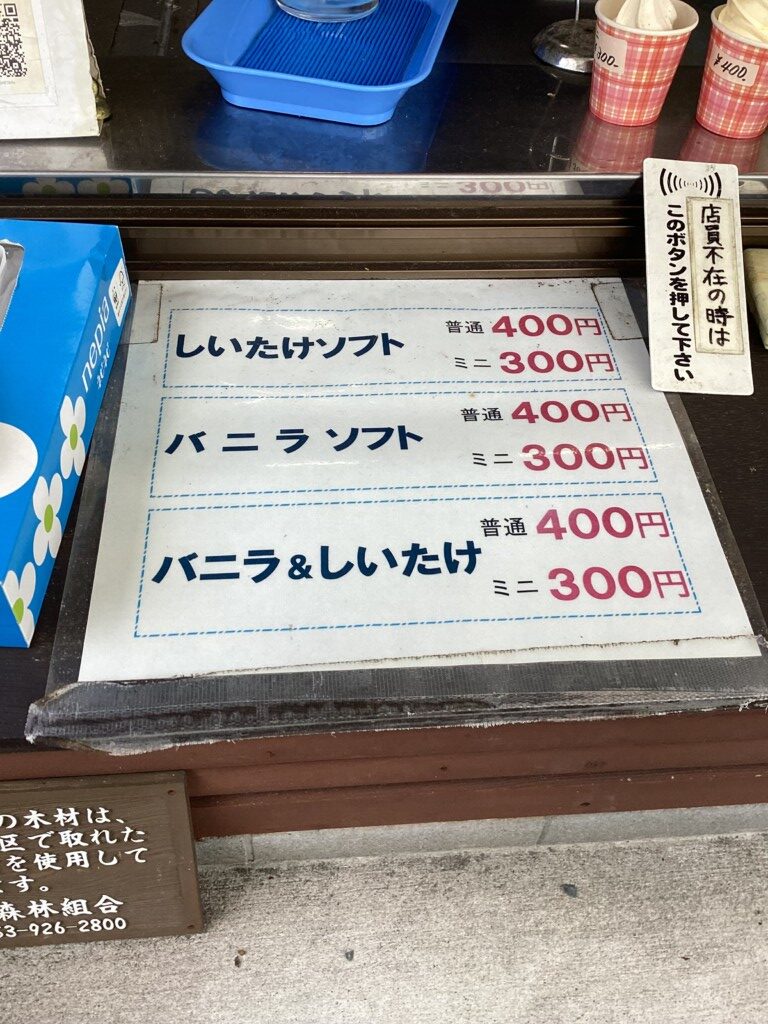 300-
¥400.
店員不在の時は
このボタンを押して下さい
nepia
しいたけソフト 普通 400円
ミニ 300円
バニラソフト 普通 400円
ミニ 300円
バニラ&しいたけ 普通 400円
ミニ 300円
の木材は、
区で取れた
を使用して
ます。
森林組合
63-926-2800